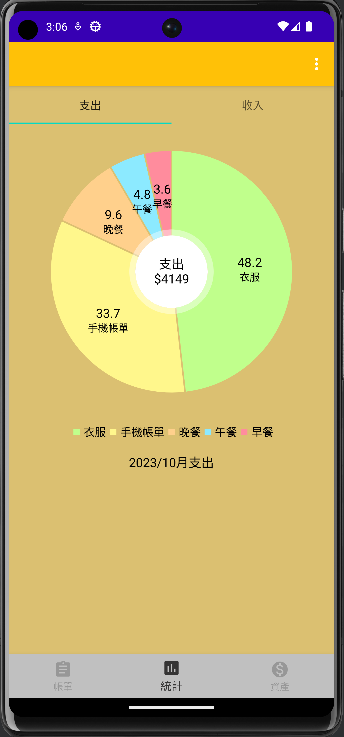 3:06
支出
收入
48.2
衣服
33.7
手機帳單
9.6
晚餐
4.8
午餐
3.6
早餐
支出
$4149
衣服 手機帳單 晚餐 午餐 早餐
2023/10月支出
帳單
統計
資產